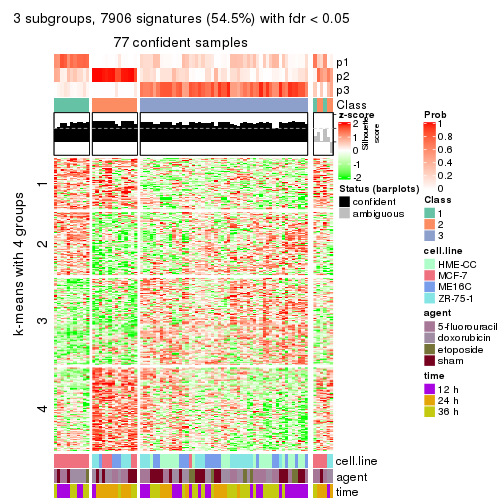 3 subgroups, 7906 signatures (54.5%) with fdr < 0.05
77 confident samples
p1
p2
p3
Class
1
2
3
4
k-means with 4 groups
cell.line
agent
time
z-score
2
1
0
-1
-2
Silhouette
score
Status (barplots)
confident
ambiguous
Prob
1
0.8
0.6
0.4
0.2
0
Class
1
2
3
cell.line
HME-CC
MCF-7
ME16C
ZR-75-1
agent
5-fluorouracil
doxorubicin
etoposide
sham
time
12 h
24 h
36 h